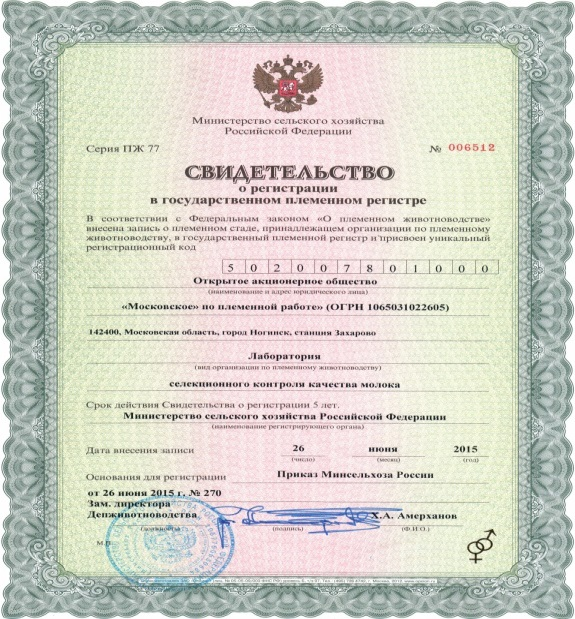 Министерство сельского хозяйства
Российской Федерации
Серия ПЖ 77 № 006512
СВИДЕТЕЛЬСТВО
о регистрации
в государственном племенном регистре
В соответствии с Федеральным законом «О племенном животноводстве»
внесена запись о племенном стаде, принадлежащем организации по племенному
животноводству, в государственный племенной регистр и присвоен уникальный
регистрационный код
5 0 2 0 0 7 8 0 1 0 0 0
Открытое акционерное общество
(наименование и адрес юридического лица)
«Московское» по племенной работе» (ОГРН 1065031022605)
142400, Московская область, город Ногинск, станция Захарово
Лаборатория
(вид организации по племенному животноводству)
селекционного контроля качества молока
Срок действия Свидетельства о регистрации 5 лет.
Министерство сельского хозяйства Российской Федерации
(наименование регистрирующего органа)
Дата внесения записи 26 июня 2015
(число) (месяц) (год)
Основания для регистрации Приказ Минсельхоза России
от 26 июня 2015 г. № 270
Зам. директора
Депживотноводства Х.А. Амерханов
(должность) (подпись) (Ф.И.О.)
М.П.